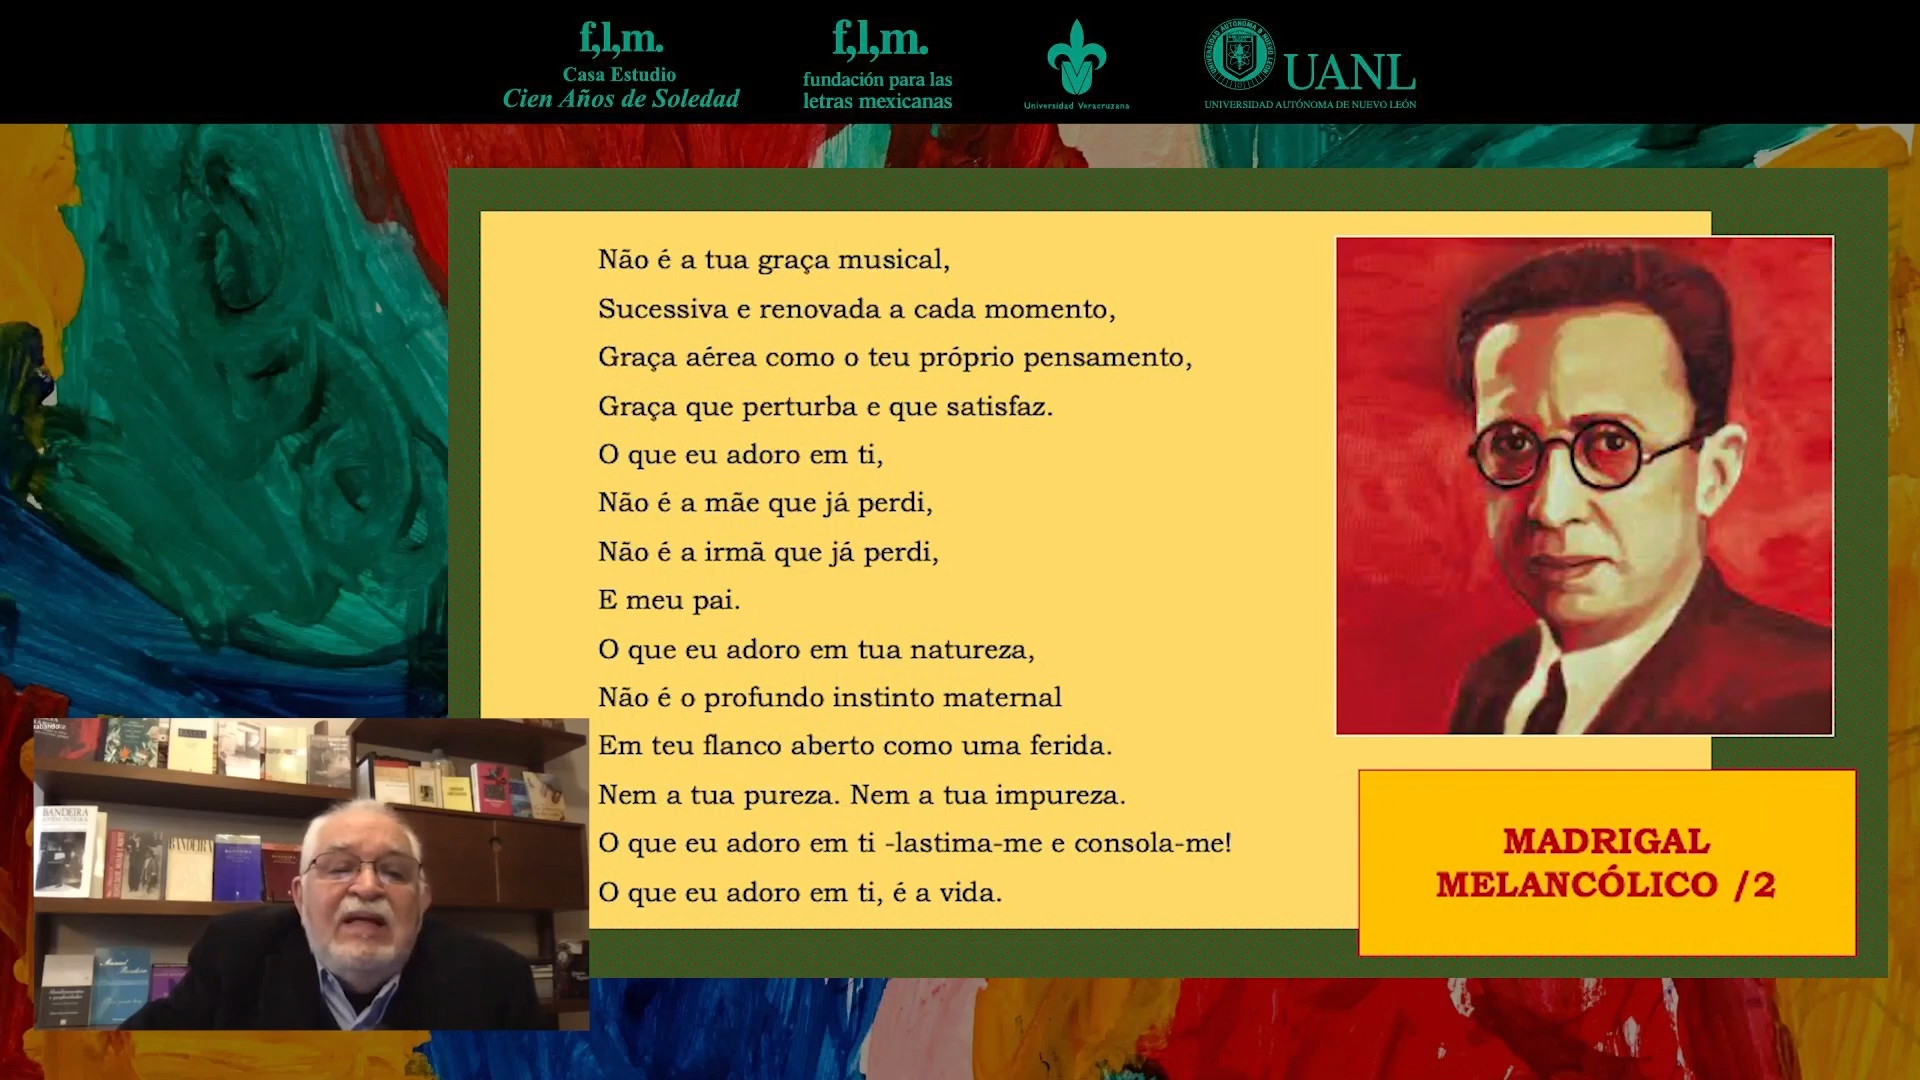 f,l,m.
Casa Estudio
Cien Años de Soledad
f,l,m.
fundación para las
letras mexicanas
Universidad Veracruzana
UANL
UNIVERSIDAD AUTÓNOMA DE NUEVO LEÓN
Não é a tua graça musical,
Sucessiva e renovada a cada momento,
Graça aérea como o teu próprio pensamento,
Graça que perturba e que satisfaz.
O que eu adoro em ti,
Não é a mãe que já perdi,
Não é a irmã que já perdi,
E meu pai.
O que eu adoro em tua natureza,
Não é o profundo instinto maternal
Em teu flanco aberto como uma ferida.
Nem a tua pureza. Nem a tua impureza.
O que eu adoro em ti -lastima-me e consola-me!
O que eu adoro em ti, é a vida.
MADRIGAL
MELANCÓLICO /2
BANDEIRA
BANDEIRA